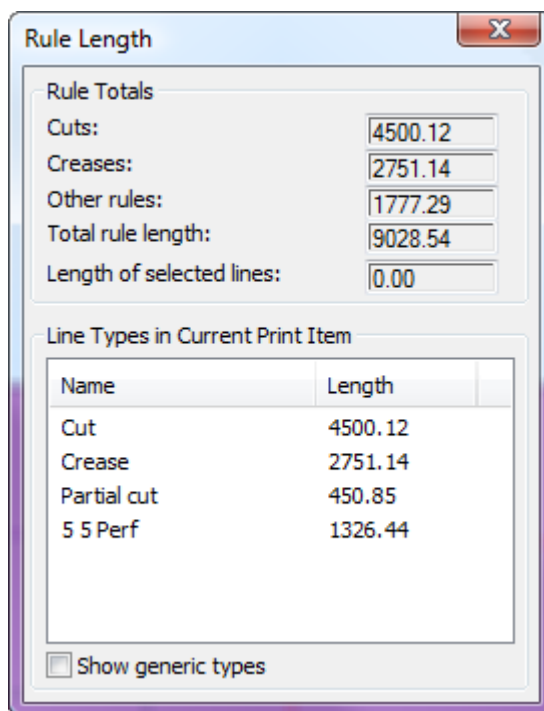 Rule Length
Rule Totals
Cuts: 4500.12
Creases: 2751.14
Other rules: 1777.29
Total rule length: 9028.54
Length of selected lines: 0.00
Line Types in Current Print Item
Name Length
Cut 4500.12
Crease 2751.14
Partial cut 450.85
5 5 Perf 1326.44
Show generic types